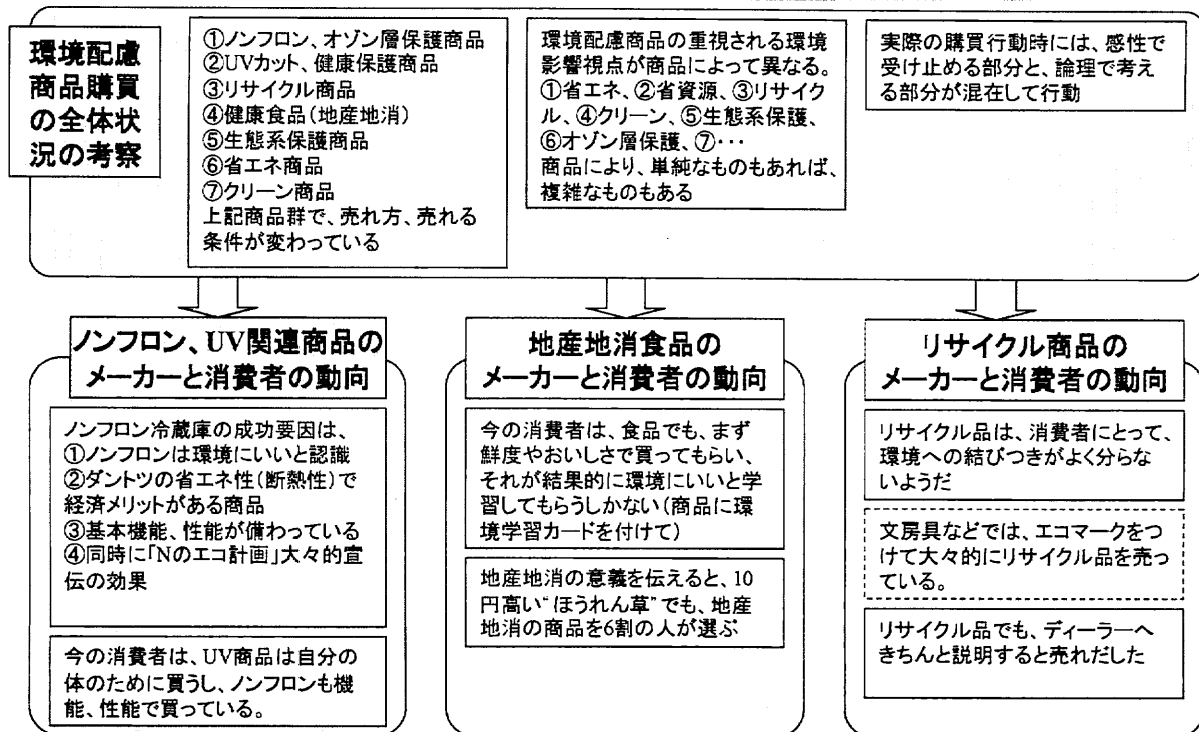 環境配慮
商品購買
の全体状
況の考察
①ノンフロン、オゾン層保護商品
②UVカット、健康保護商品
③リサイクル商品
④健康食品(地産地消)
⑤生態系保護商品
⑥省エネ商品
⑦クリーン商品
上記商品群で、売れ方、売れる
条件が変わっている
環境配慮商品の重視される環境
影響視点が商品によって異なる。
①省エネ、②省資源、③リサイク
ル、④クリーン、⑤生態系保護、
⑥オゾン層保護、⑦・・・
商品により、単純なものもあれば、
複雑なものもある
実際の購買行動時には、感性で
受け止める部分と、論理で考え
る部分が混在して行動
ノンフロン、UV関連商品の
メーカーと消費者の動向
ノンフロン冷蔵庫の成功要因は、
①ノンフロンは環境にいいと認識
②ダントツの省エネ性(断熱性)で
経済メリットがある商品
③基本機能、性能が備わっている
④同時に「Nのエコ計画」大々的宣
伝の効果
今の消費者は、UV商品は自分の
体のために買うし、ノンフロンも機
能、性能で買っている。
地産地消食品の
メーカーと消費者の動向
今の消費者は、食品でも、まず
鮮度やおいしさで買ってもらい、
それが結果的に環境にいいと学
習してもらうしかない(商品に環
境学習カードを付けて)
地産地消の意義を伝えると、10
円高い“ほうれん草”でも、地産
地消の商品を6割の人が選ぶ
リサイクル商品の
メーカーと消費者の動向
リサイクル品は、消費者にとって、
環境への結びつきがよく分らな
いようだ
文房具などでは、エコマークをつ
けて大々的にリサイクル品を売っ
ている。
リサイクル品でも、ディーラーへ
きちんと説明すると売れだした